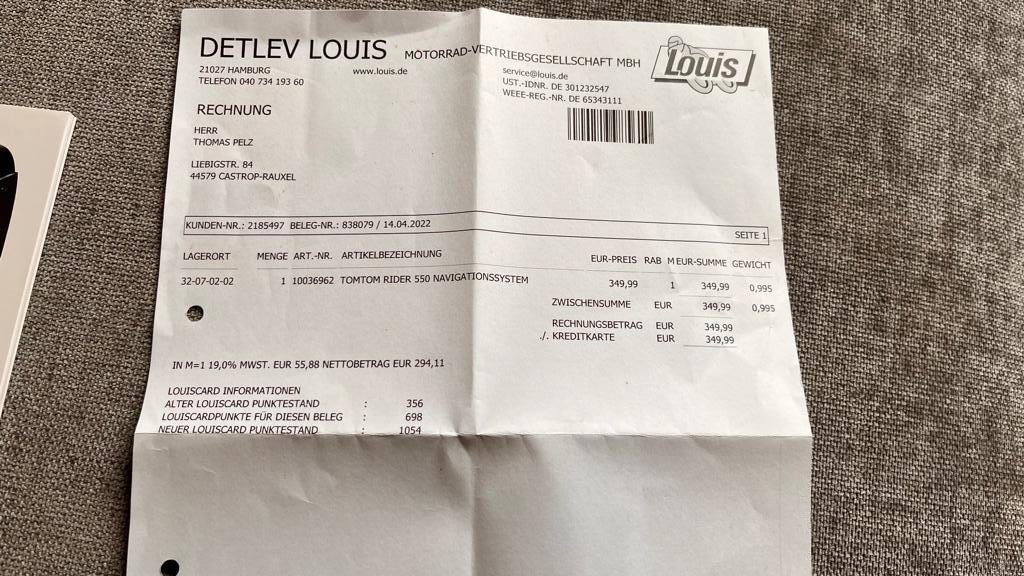 DETLEV LOUIS MOTORRAD-VERTRIEBSGESELLSCHAFT MBH
Louis
21027 HAMBURG www.louis.de service@louis.de
TELEFON 040 734 193 60 UST.-IDNR. DE 301232547
WEEE-REG.-NR. DE 65343111
RECHNUNG
HERR
THOMAS PELZ
LIEBIGSTR. 84
44579 CASTROP-RAUXEL
KUNDEN-NR.: 2185497 BELEG-NR.: 838079 / 14.04.2022 SEITE 1
LAGERORT MENGE ART.-NR. ARTIKELBEZEICHNUNG EUR-PREIS RAB M EUR-SUMME GEWICHT
32-07-02-02 1 10036962 TOMTOM RIDER 550 NAVIGATIONSSYSTEM 349,99 1 349,99 0,995
ZWISCHENSUMME EUR 349,99 0,995
RECHNUNGSBETRAG EUR 349,99
./. KREDITKARTE EUR 349,99
IN M=1 19,0% MWST. EUR 55,88 NETTOBETRAG EUR 294,11
LOUISCARD INFORMATIONEN
ALTER LOUISCARD PUNKTESTAND : 356
LOUISCARDPUNKTE FÜR DIESEN BELEG : 698
NEUER LOUISCARD PUNKTESTAND : 1054